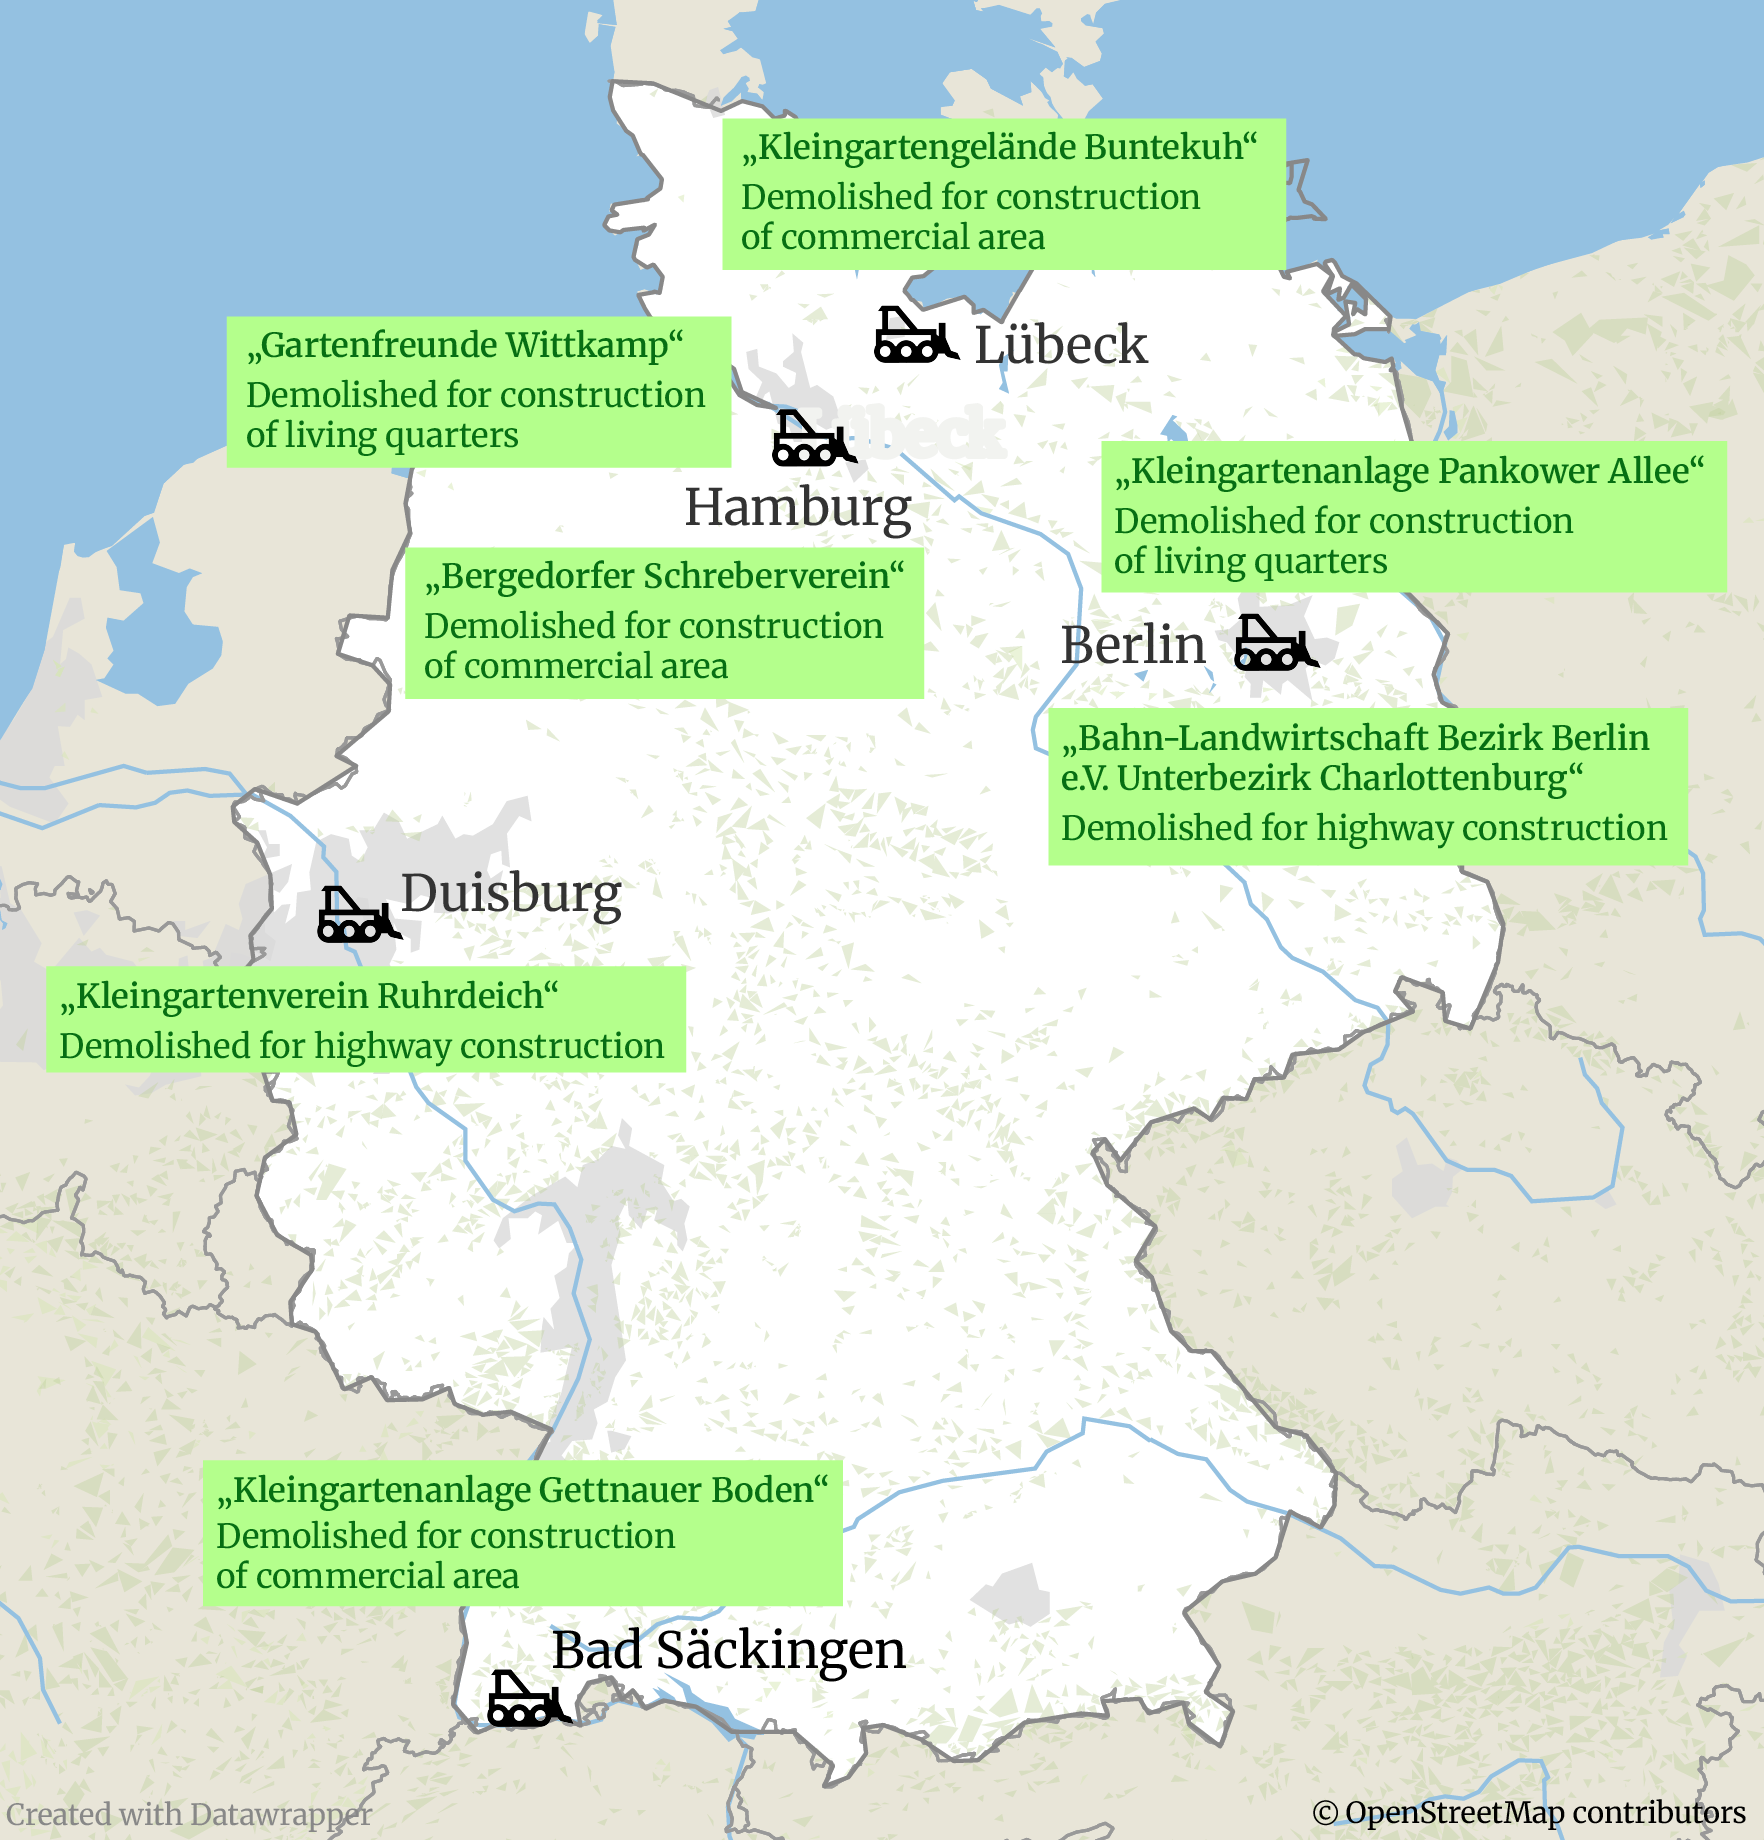 „Kleingartengelände Buntekuh“
Demolished for construction
of commercial area
Lübeck
„Gartenfreunde Wittkamp“
Demolished for construction
of living quarters
Hamburg
„Bergedorfer Schreberverein“
Demolished for construction
of commercial area
„Kleingartenanlage Pankower Allee“
Demolished for construction
of living quarters
Berlin
„Bahn-Landwirtschaft Bezirk Berlin
e.V. Unterbezirk Charlottenburg“
Demolished for highway construction
Duisburg
„Kleingartenverein Ruhrdeich“
Demolished for highway construction
„Kleingartenanlage Gettnauer Boden“
Demolished for construction
of commercial area
Bad Säckingen
Created with Datawrapper
© OpenStreetMap contributors